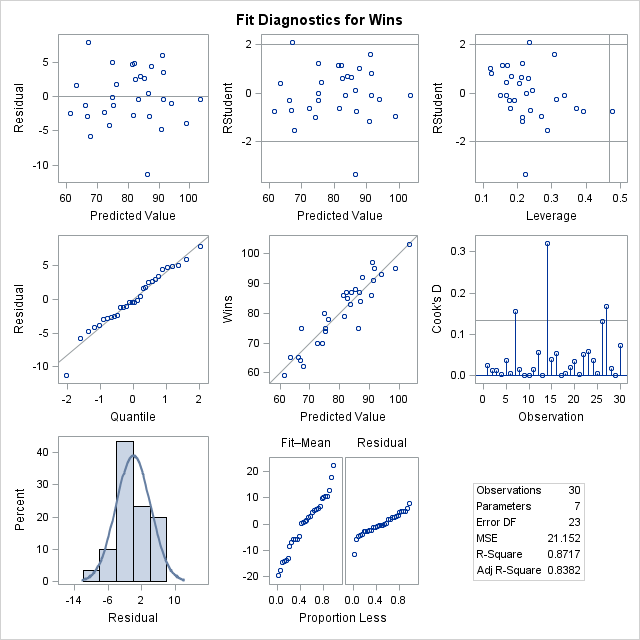 Fit Diagnostics for Wins
Residual
5
0
-5
-10
60 70 80 90 100
Predicted Value
RStudent
2
0
-2
60 70 80 90 100
Predicted Value
RStudent
2
0
-2
0.1 0.2 0.3 0.4 0.5
Leverage
Residual
5
0
-5
-10
-2 -1 0 1 2
Quantile
Wins
100
90
80
70
60
60 70 80 90 100
Predicted Value
Cook's D
0.3
0.2
0.1
0.0
0 5 10 15 20 25 30
Observation
Percent
40
30
20
10
0
-14 -6 2 10
Residual
Fit–Mean Residual
20
10
0
-10
-20
0.0 0.4 0.8 0.0 0.4 0.8
Proportion Less
Observations 30
Parameters 7
Error DF 23
MSE 21.152
R-Square 0.8717
Adj R-Square 0.8382